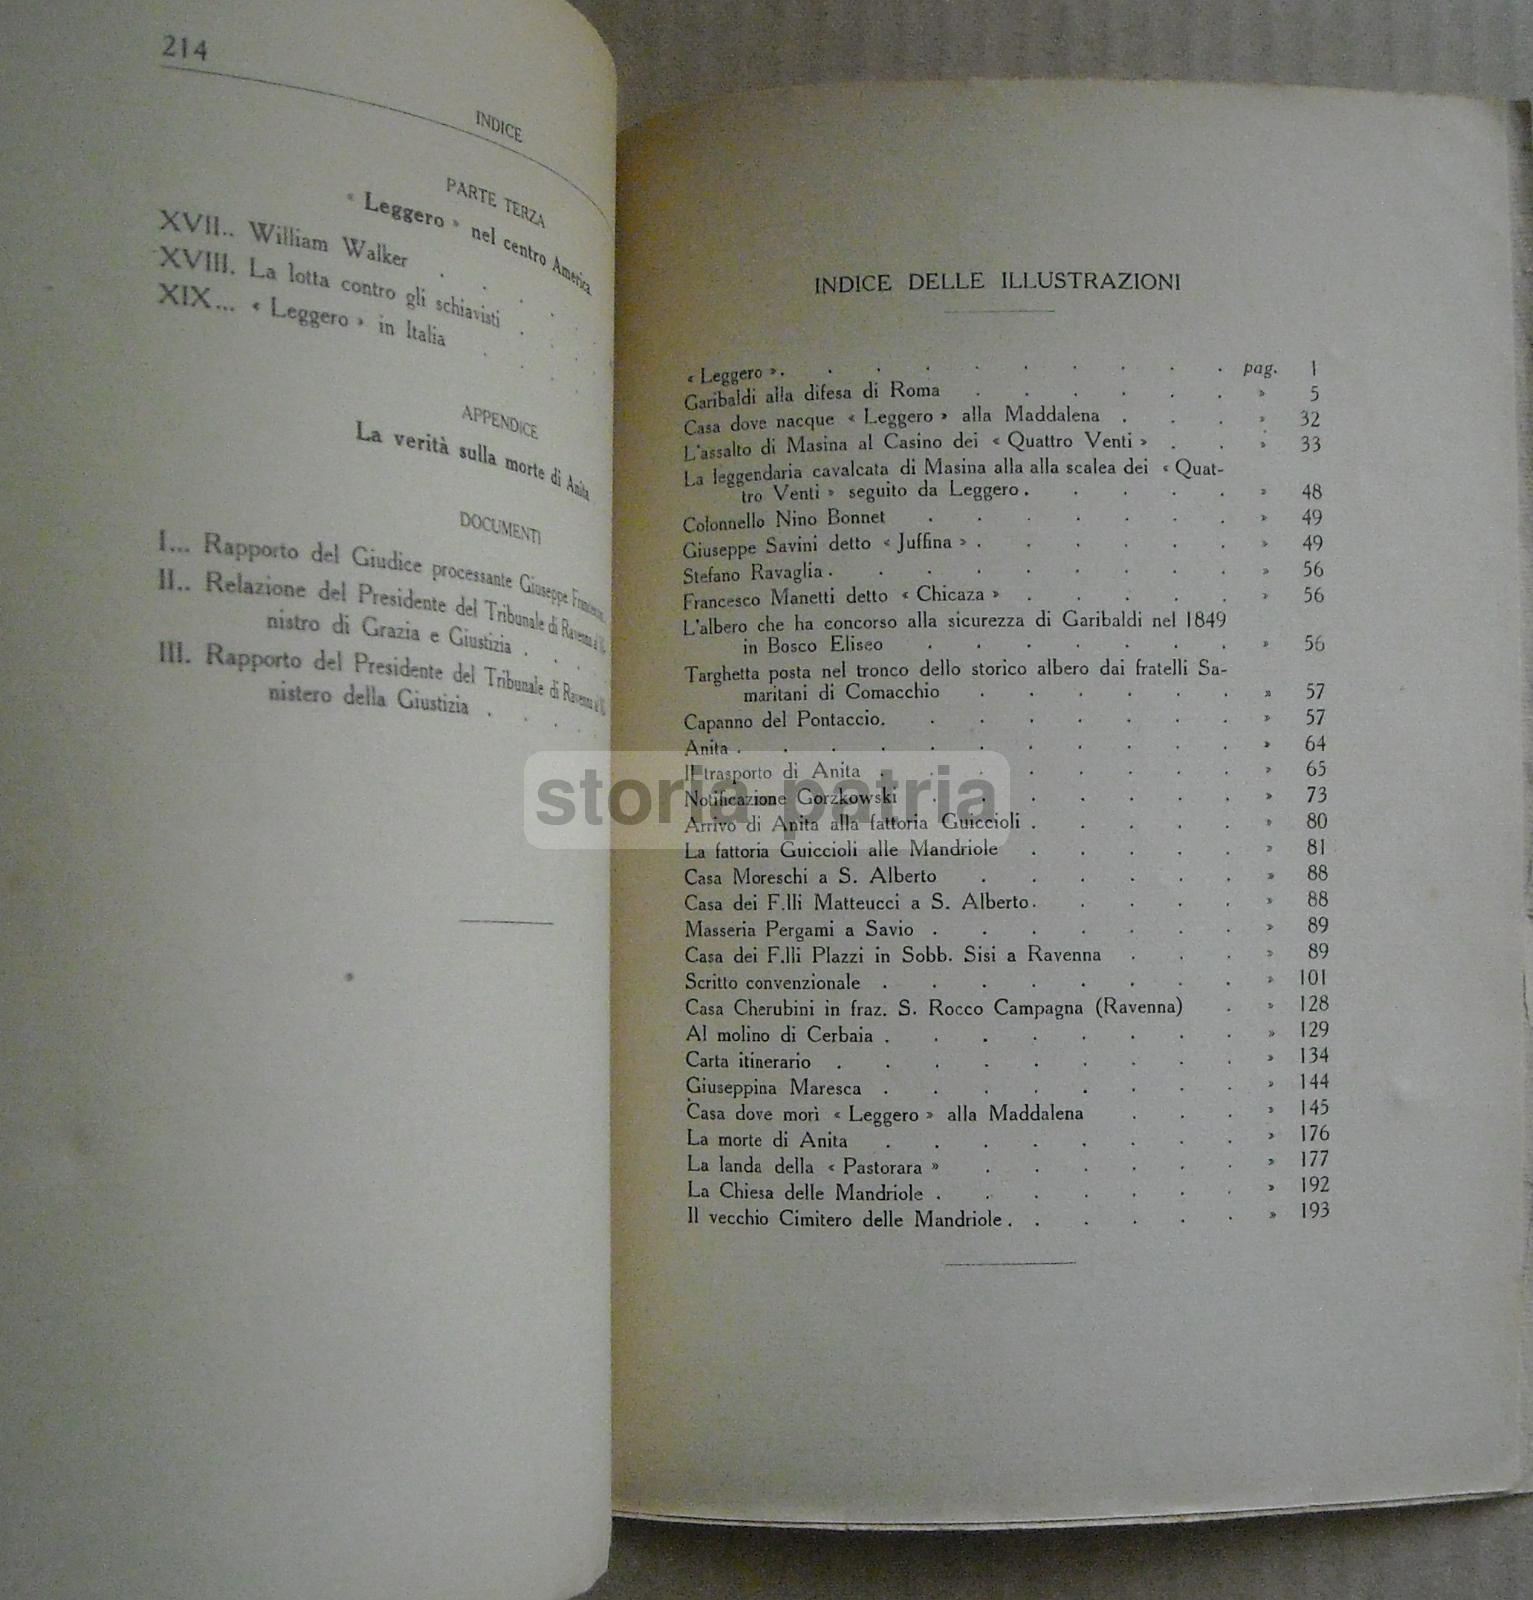 214
INDICE
PARTE TERZA
« Leggero » nel centro America
XVII.. William Walker . . . .
XVIII. La lotta contro gli schiavisti . . .
XIX... « Leggero » in Italia . . . .
APPENDICE
La verità sulla morte di Anita
DOCUMENTI
I... Rapporto del Giudice processante Giuseppe
II.. Relazione del Presidente del Tribunale di Ravenna al
nistro di Grazia e Giustizia . . .
III. Rapporto del Presidente del Tribunale di Ravenna al
nistero della Giustizia . . .
INDICE DELLE ILLUSTRAZIONI
« Leggero ». . . . . . . . . . pag. 1
Garibaldi alla difesa di Roma . . . . . . » 5
Casa dove nacque « Leggero » alla Maddalena . . . » 32
L'assalto di Masina al Casino dei « Quattro Venti » . . » 33
La leggendaria cavalcata di Masina alla alla scalea dei « Quat-
tro Venti » seguito da Leggero . . . . . » 48
Colonnello Nino Bonnet . . . . . . . » 49
Giuseppe Savini detto « Juffina » . . . . . . » 49
Stefano Ravaglia . . . . . . . . . » 56
Francesco Manetti detto « Chicaza » . . . . . » 56
L'albero che ha concorso alla sicurezza di Garibaldi nel 1849
in Bosco Eliseo . . . . . . . » 56
Targhetta posta nel tronco dello storico albero dai fratelli Sa-
maritani di Comacchio . . . . . . » 57
Capanno del Pontaccio. . . . . . . . » 57
Anita . . . . . . . . . . . » 64
Il trasporto di Anita . . . . . . . . » 65
Notificazione Gorzkowski . . . . . . . » 73
Arrivo di Anita alla fattoria Guiccioli . . . . . » 80
La fattoria Guiccioli alle Mandriole . . . . . » 81
Casa Moreschi a S. Alberto . . . . . . » 88
Casa dei F.lli Matteucci a S. Alberto . . . . . » 88
Masseria Pergami a Savio . . . . . . . » 89
Casa dei F.lli Plazzi in Sobb. Sisi a Ravenna . . . » 89
Scritto convenzionale . . . . . . . . » 101
Casa Cherubini in fraz. S. Rocco Campagna (Ravenna) . » 128
Al molino di Cerbaia . . . . . . . . » 129
Carta itinerario . . . . . . . . . » 134
Giuseppina Maresca . . . . . . . . » 144
Casa dove morì « Leggero » alla Maddalena . . . » 145
La morte di Anita . . . . . . . . » 176
La landa della « Pastorara » . . . . . . » 177
La Chiesa delle Mandriole . . . . . . . » 192
Il vecchio Cimitero delle Mandriole . . . . . . » 193
storia patria